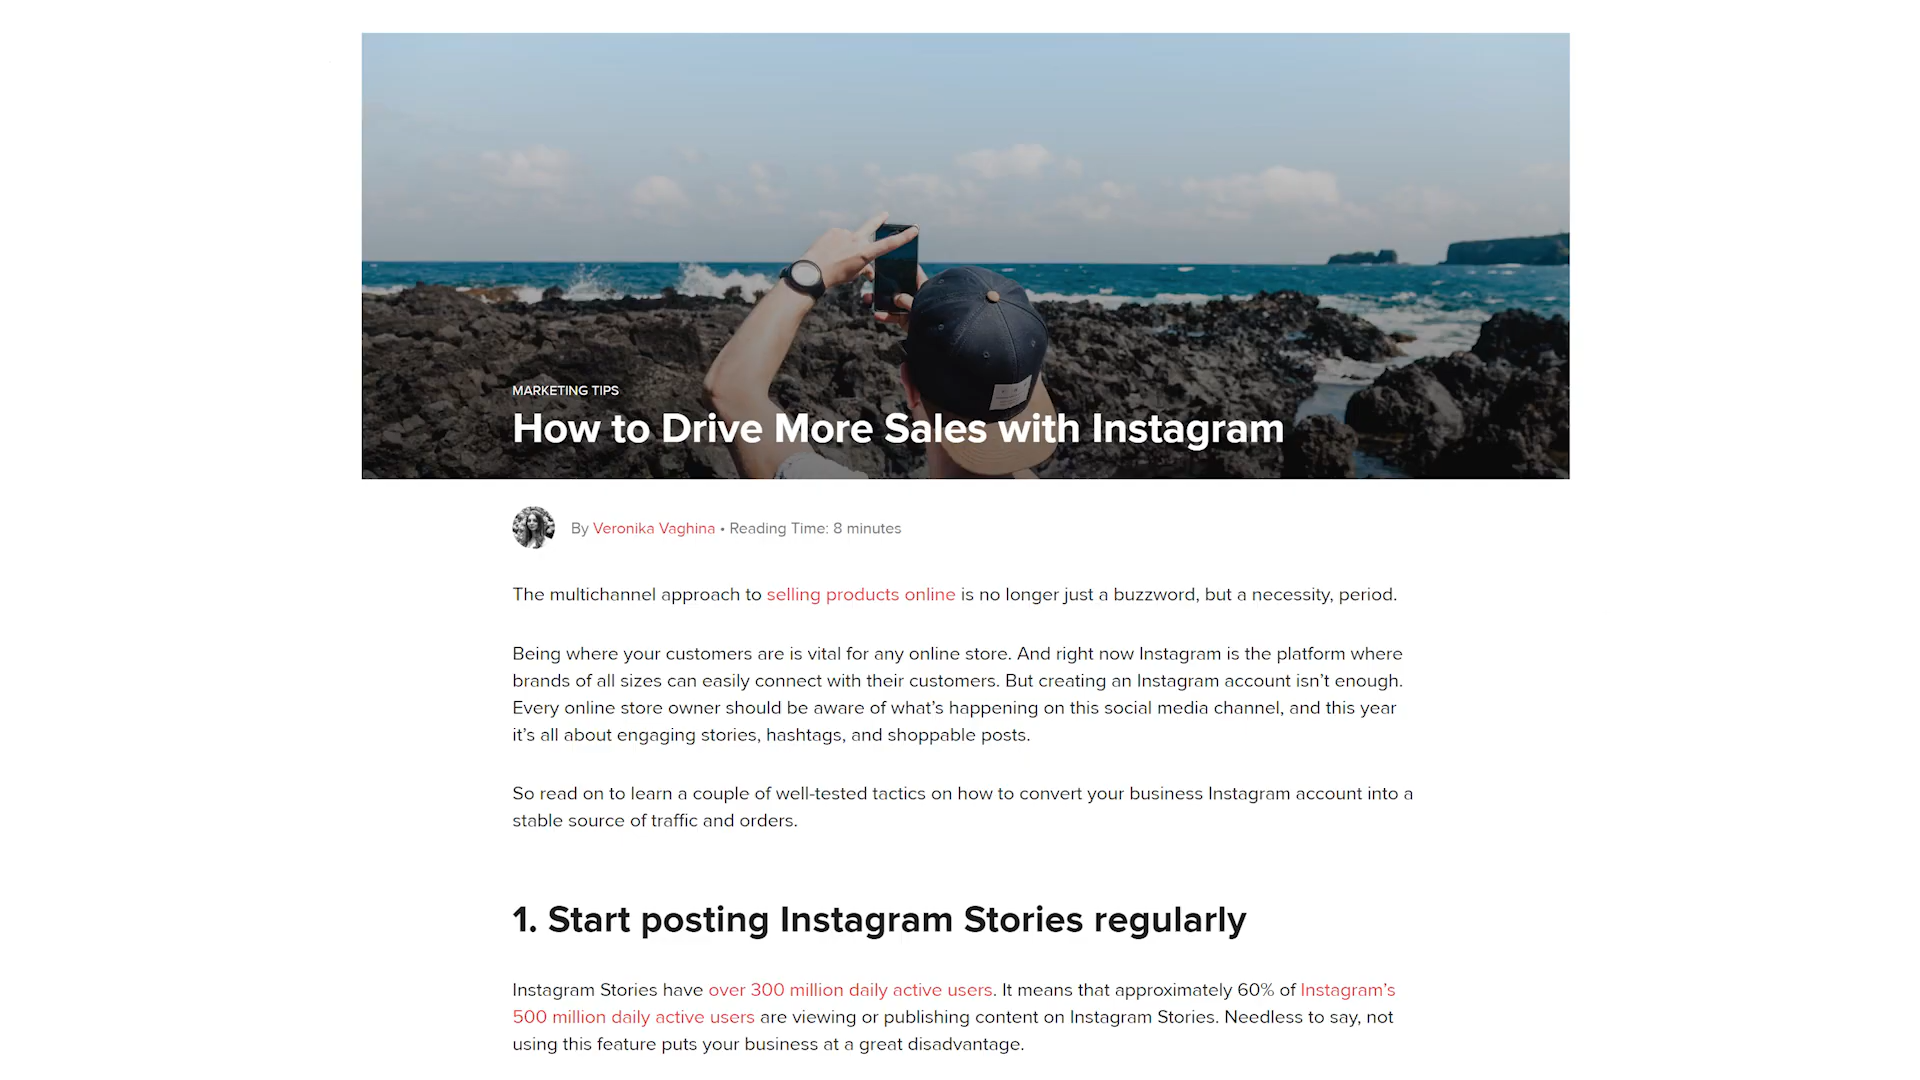 MARKETING TIPS
How to Drive More Sales with Instagram
By Veronika Vaghina • Reading Time: 8 minutes
The multichannel approach to selling products online is no longer just a buzzword, but a necessity, period.
Being where your customers are is vital for any online store. And right now Instagram is the platform where
brands of all sizes can easily connect with their customers. But creating an Instagram account isn’t enough.
Every online store owner should be aware of what’s happening on this social media channel, and this year
it’s all about engaging stories, hashtags, and shoppable posts.
So read on to learn a couple of well-tested tactics on how to convert your business Instagram account into a
stable source of traffic and orders.
1. Start posting Instagram Stories regularly
Instagram Stories have over 300 million daily active users. It means that approximately 60% of Instagram’s
500 million daily active users are viewing or publishing content on Instagram Stories. Needless to say, not
using this feature puts your business at a great disadvantage.